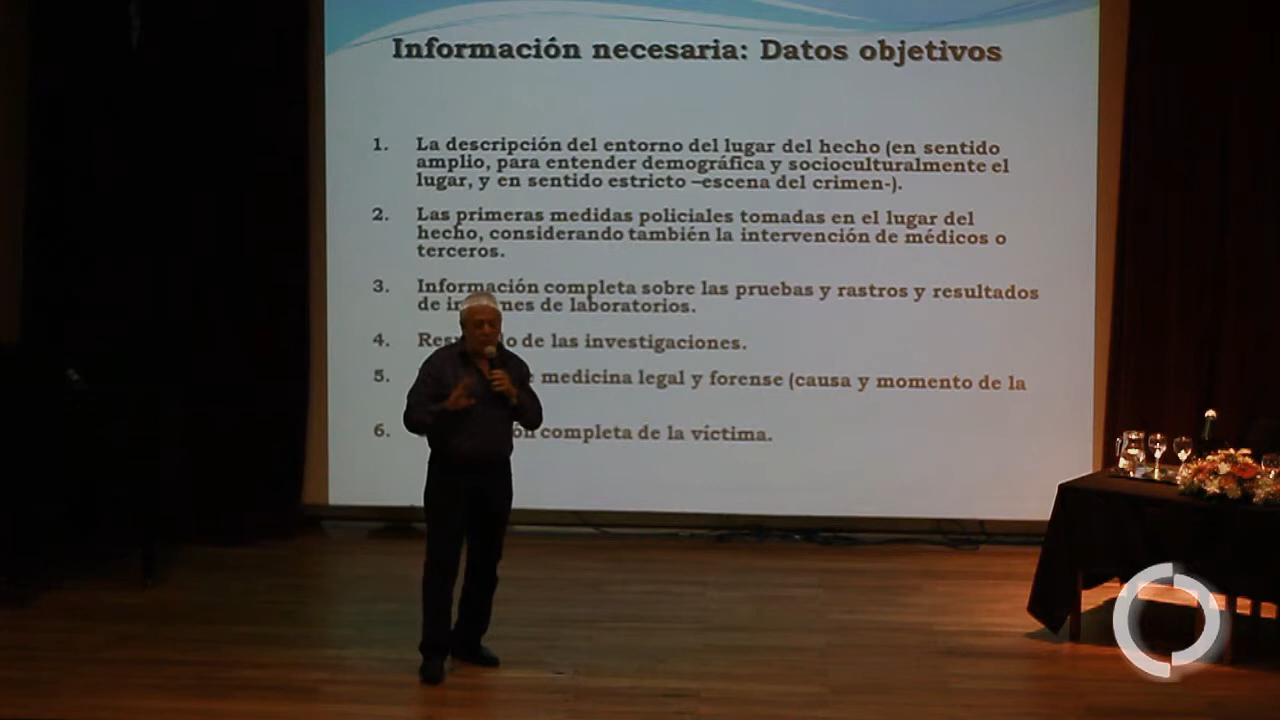 Información necesaria: Datos objetivos
1. La descripción del entorno del lugar del hecho (en sentido
amplio, para entender demográfica y socioculturalmente el
lugar, y en sentido estricto –escena del crimen-).
2. Las primeras medidas policiales tomadas en el lugar del
hecho, considerando también la intervención de médicos o
terceros.
3. Información completa sobre las pruebas y rastros y resultados
de de laboratorios.
4. de las investigaciones.
5. medicina legal y forense (causa y momento de la
6. completa de la víctima.